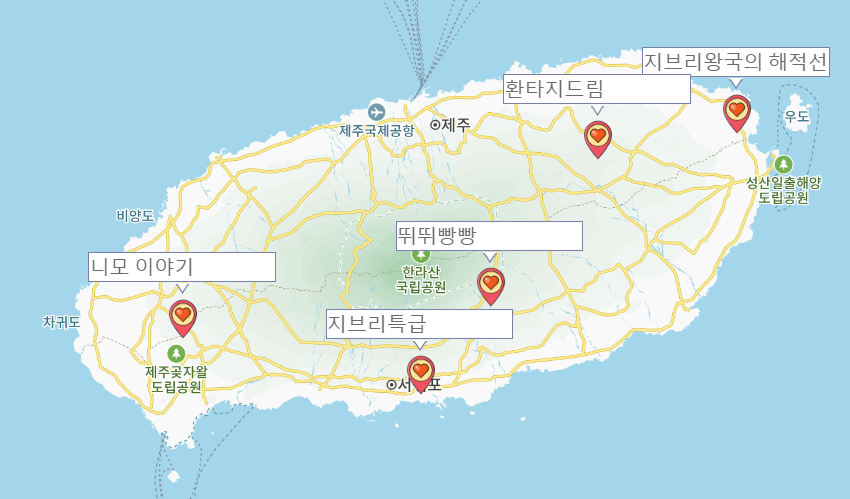 지브리왕국의 해적선
환타지드림
제주국제공항
제주
우도
성산일출해양
도립공원
비양도
뛰뛰빵빵
한라산
국립공원
니모 이야기
지브리특급
차귀도
제주곶자왈
도립공원